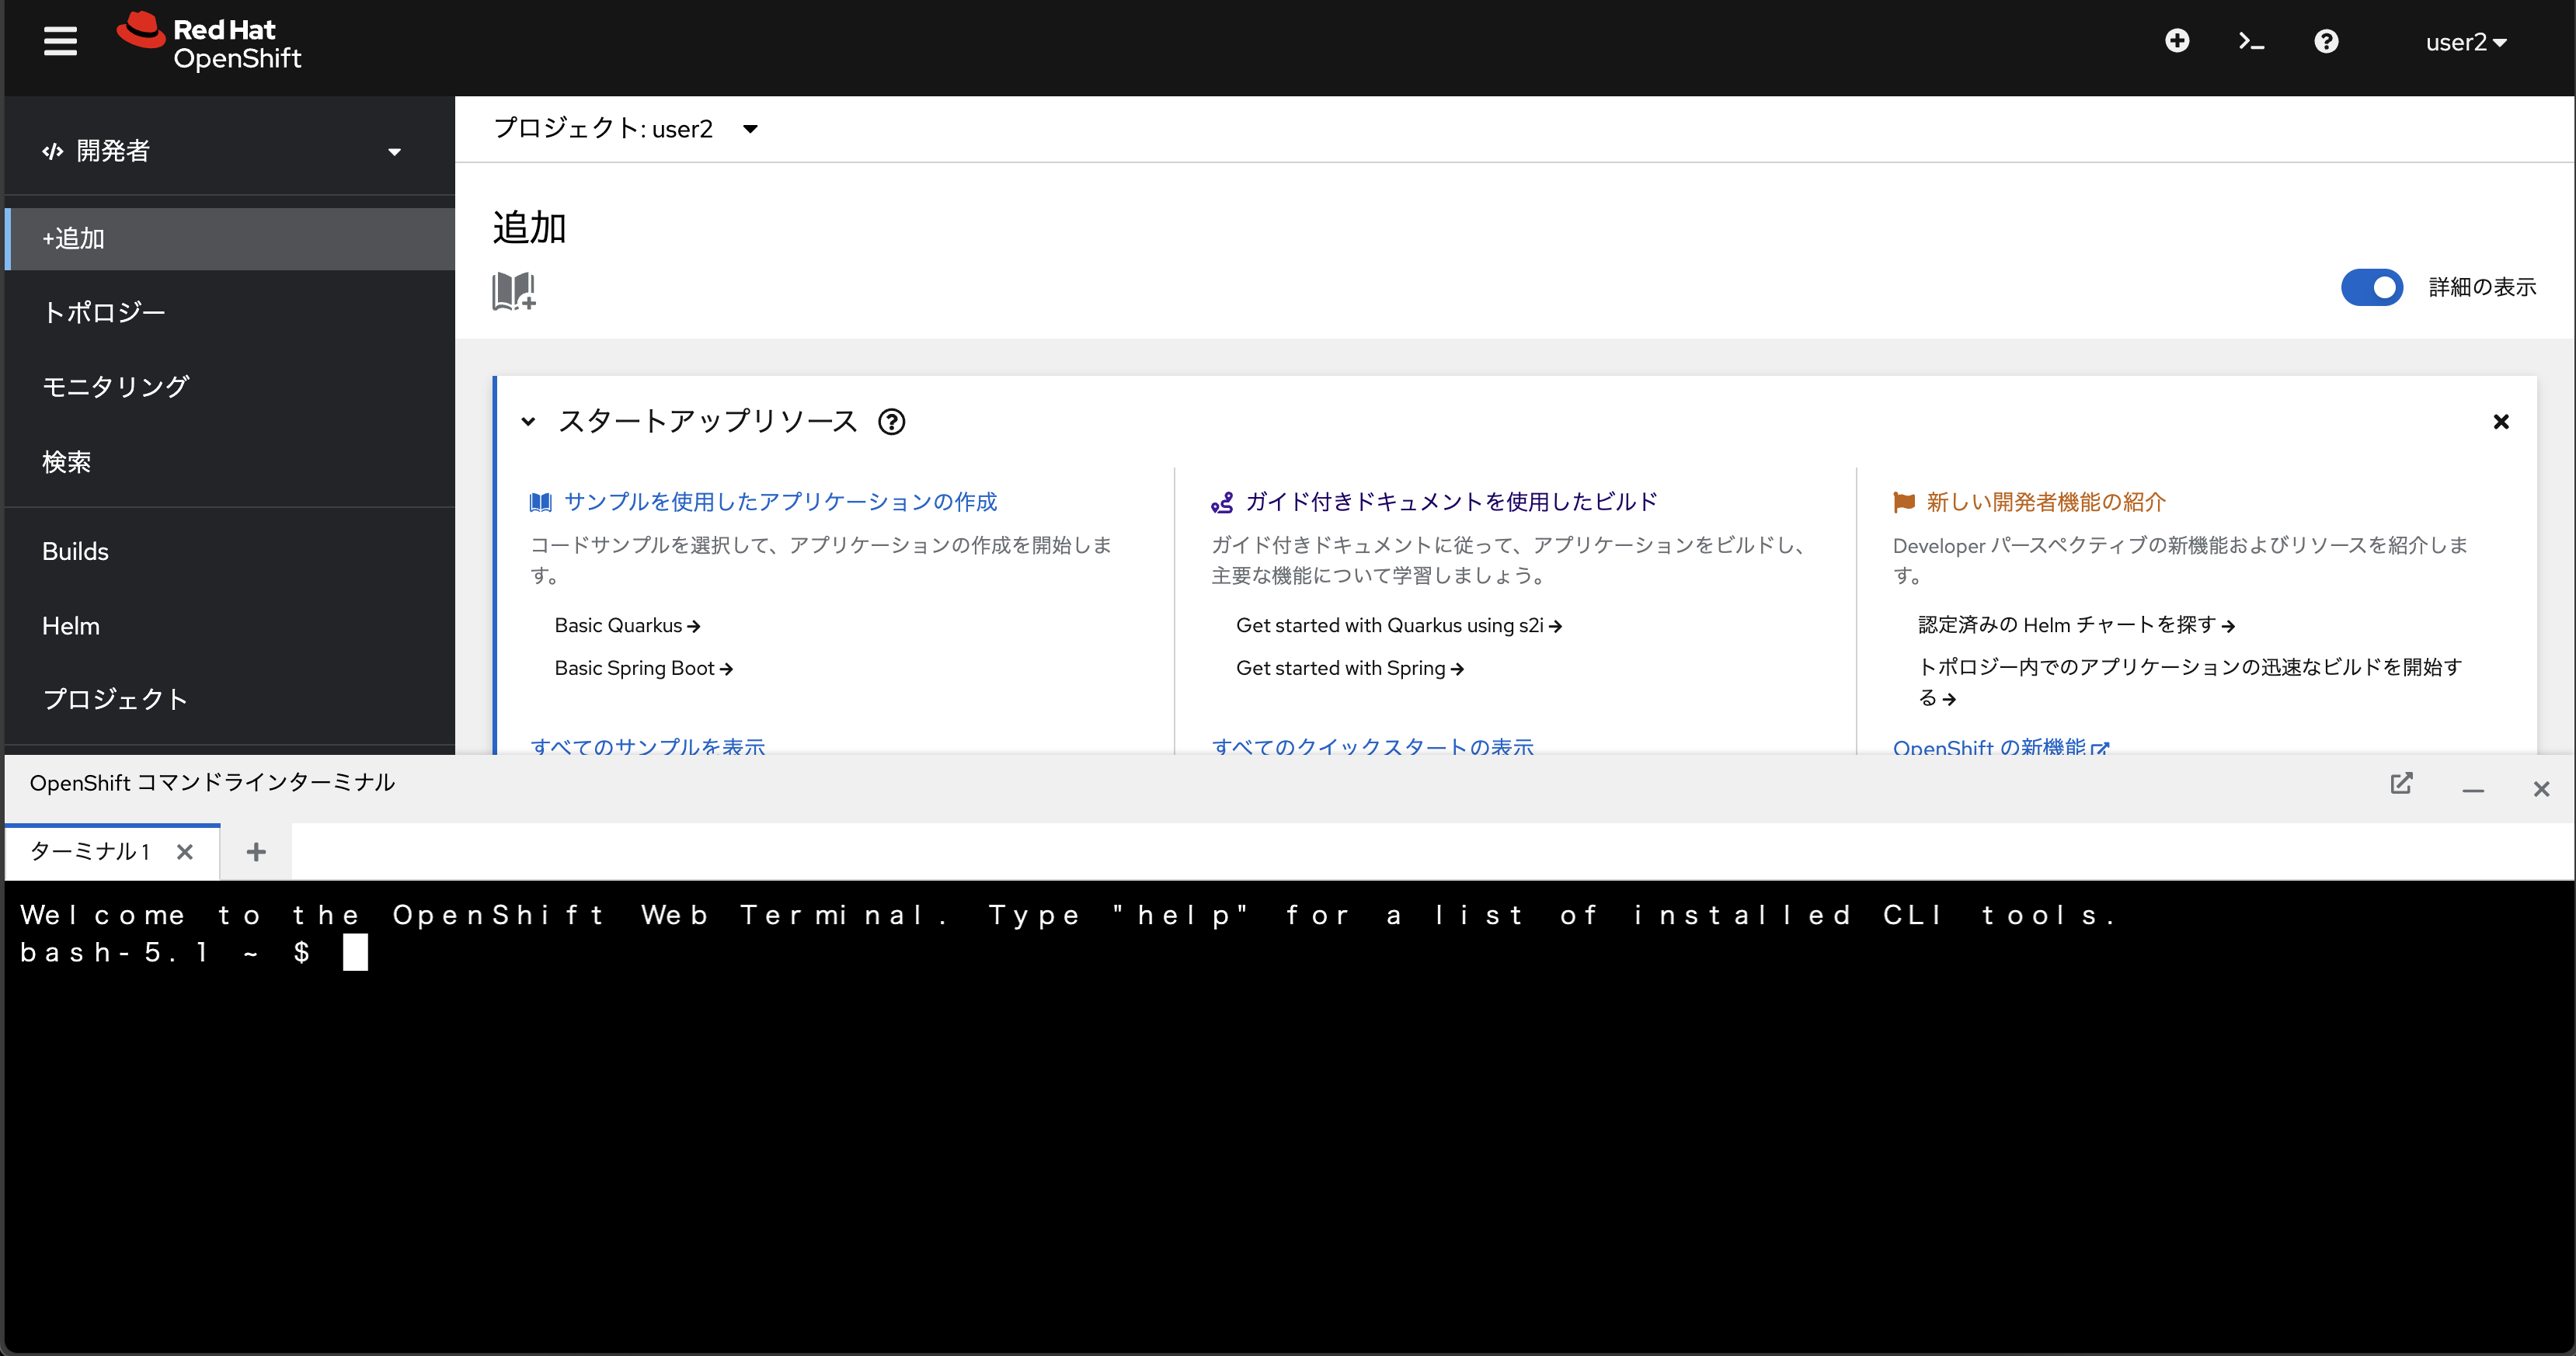 Red Hat
OpenShift
user2
開発者
+追加
トポロジー
モニタリング
検索
Builds
Helm
プロジェクト
プロジェクト: user2
追加
詳細の表示
スタートアップリソース
サンプルを使用したアプリケーションの作成
コードサンプルを選択して、アプリケーションの作成を開始しま
す。
Basic Quarkus
Basic Spring Boot
すべてのサンプルを表示
ガイド付きドキュメントを使用したビルド
ガイド付きドキュメントに従って、アプリケーションをビルドし、
主要な機能について学習しましょう。
Get started with Quarkus using s2i
Get started with Spring
すべてのクイックスタートの表示
新しい開発者機能の紹介
Developer パースペクティブの新機能およびリソースを紹介しま
す。
認定済みの Helm チャートを探す
トポロジー内でのアプリケーションの迅速なビルドを開始す
る
OpenShift の新機能
OpenShift コマンドラインターミナル
ターミナル 1
Welcome to the OpenShift Web Terminal. Type "help" for a list of installed CLI tools.
bash-5.1 ~ $